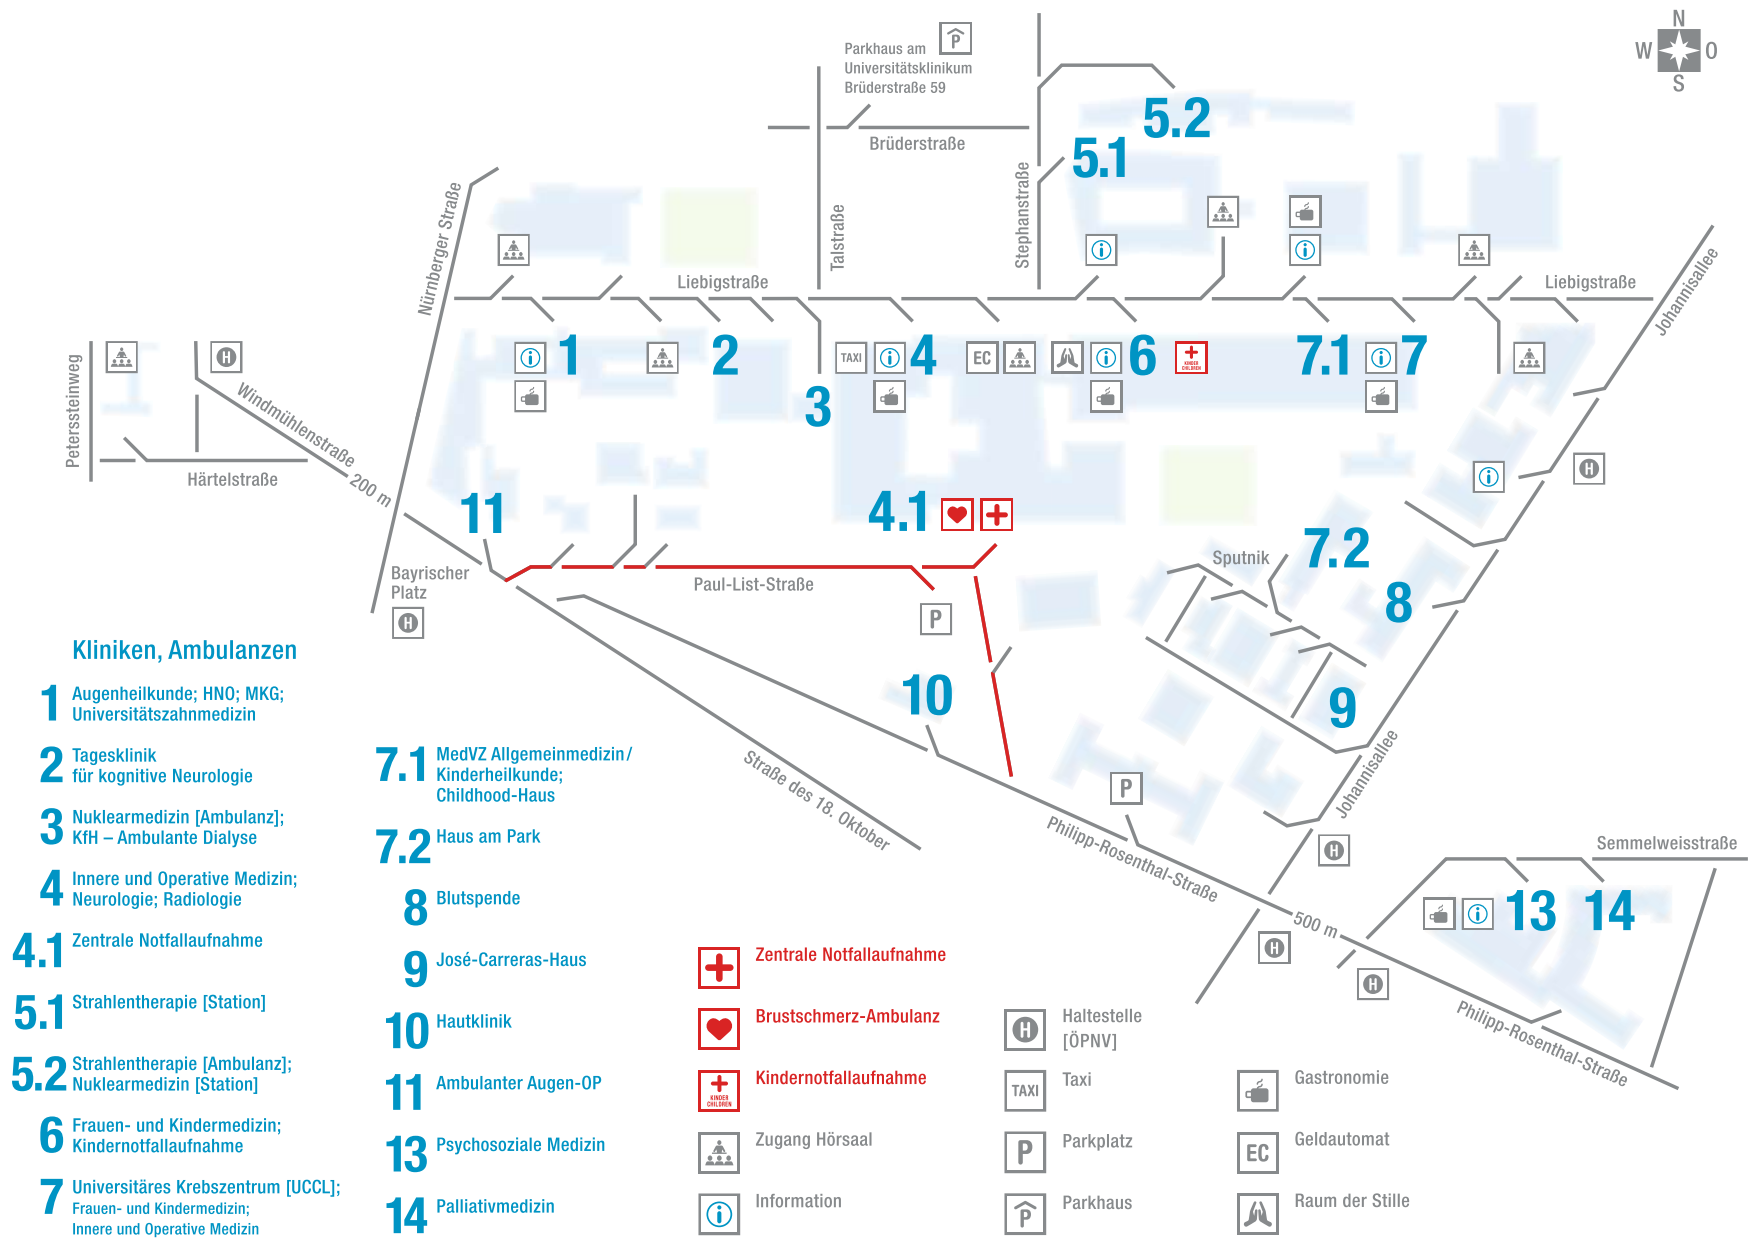 N
W
O
S
Parkhaus am
Universitätsklinikum
Brüderstraße 59
P
Brüderstraße
5.2
5.1
Nürnberger Straße
Talstraße
Stephanstraße
Liebigstraße
Liebigstraße
Johannisallee
Peterssteinweg
H
Windmühlenstraße
200 m
Härtelstraße
i
1
2
3
TAXI
i
4
EC
i
6
KINDER
CHILDREN
7.1
i
7
i
i
i
H
11
4.1
Bayrischer
Platz
H
Paul-List-Straße
P
Sputnik
7.2
8
9
10
Straße des 18. Oktober
P
Philipp-Rosenthal-Straße
Johannisallee
H
500 m
H
H
Semmelweisstraße
i
13
14
Philipp-Rosenthal-Straße
Kliniken, Ambulanzen
1 Augenheilkunde; HNO; MKG;
Universitätszahnmedizin
2 Tagesklinik
für kognitive Neurologie
3 Nuklearmedizin [Ambulanz];
KfH – Ambulante Dialyse
4 Innere und Operative Medizin;
Neurologie; Radiologie
4.1 Zentrale Notfallaufnahme
5.1 Strahlentherapie [Station]
5.2 Strahlentherapie [Ambulanz];
Nuklearmedizin [Station]
6 Frauen- und Kindermedizin;
Kindernotfallaufnahme
7 Universitäres Krebszentrum [UCCL];
Frauen- und Kindermedizin;
Innere und Operative Medizin
7.1 MedVZ Allgemeinmedizin/
Kinderheilkunde;
Childhood-Haus
7.2 Haus am Park
8 Blutspende
9 José-Carreras-Haus
10 Hautklinik
11 Ambulanter Augen-OP
13 Psychosoziale Medizin
14 Palliativmedizin
Zentrale Notfallaufnahme
Brustschmerz-Ambulanz
KINDER
CHILDREN
Kindernotfallaufnahme
Zugang Hörsaal
i Information
H Haltestelle
[ÖPNV]
TAXI Taxi
P Parkplatz
P Parkhaus
Gastronomie
EC Geldautomat
Raum der Stille